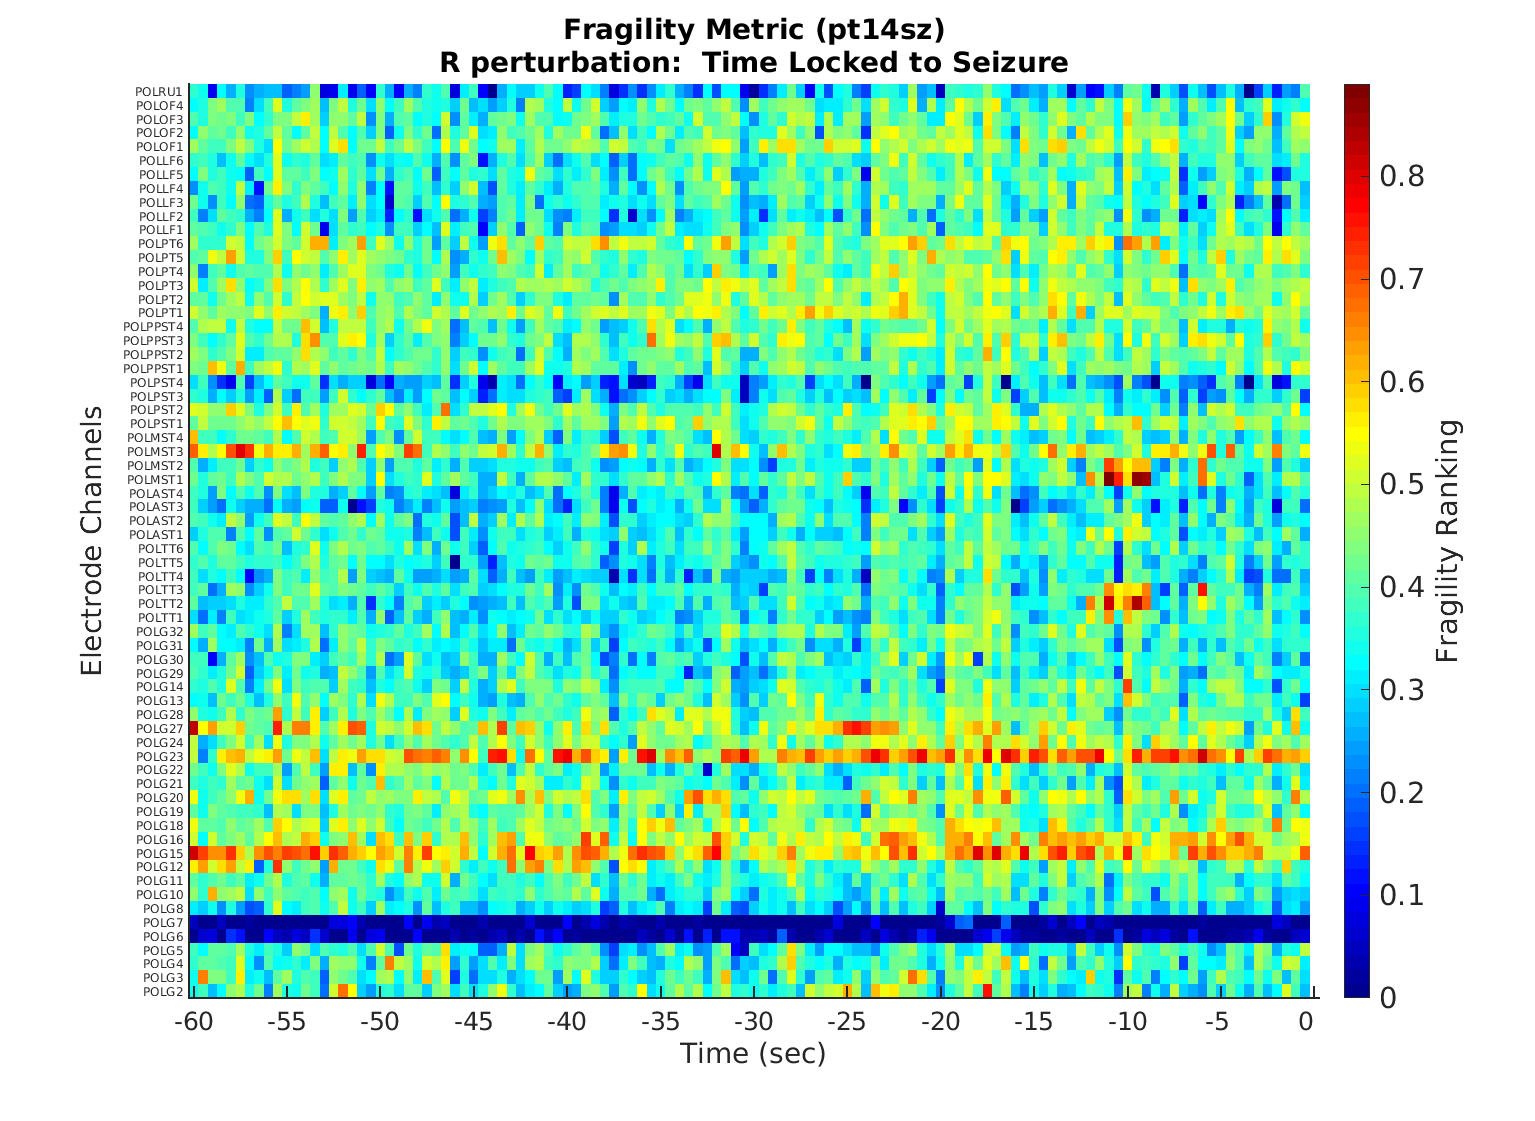 Fragility Metric (pt14sz)
R perturbation:  Time Locked to Seizure
POLRU1
POLOF4
POLOF3
POLOF2
POLOF1
POLLF6
POLLF5
POLLF4
POLLF3
POLLF2
POLLF1
POLPT6
POLPT5
POLPT4
POLPT3
POLPT2
POLPT1
POLPPST4
POLPPST3
POLPPST2
POLPPST1
POLPST4
POLPST3
POLPST2
POLPST1
POLMST4
POLMST3
POLMST2
POLMST1
POLAST4
POLAST3
POLAST2
POLAST1
POLTT6
POLTT5
POLTT4
POLTT3
POLTT2
POLTT1
POLG32
POLG31
POLG30
POLG29
POLG14
POLG13
POLG28
POLG27
POLG24
POLG23
POLG22
POLG21
POLG20
POLG19
POLG18
POLG16
POLG15
POLG12
POLG11
POLG10
POLG8
POLG7
POLG6
POLG5
POLG4
POLG3
POLG2
Electrode Channels
-60 -55 -50 -45 -40 -35 -30 -25 -20 -15 -10 -5 0
Time (sec)
0.8
0.7
0.6
0.5
0.4
0.3
0.2
0.1
0
Fragility Ranking